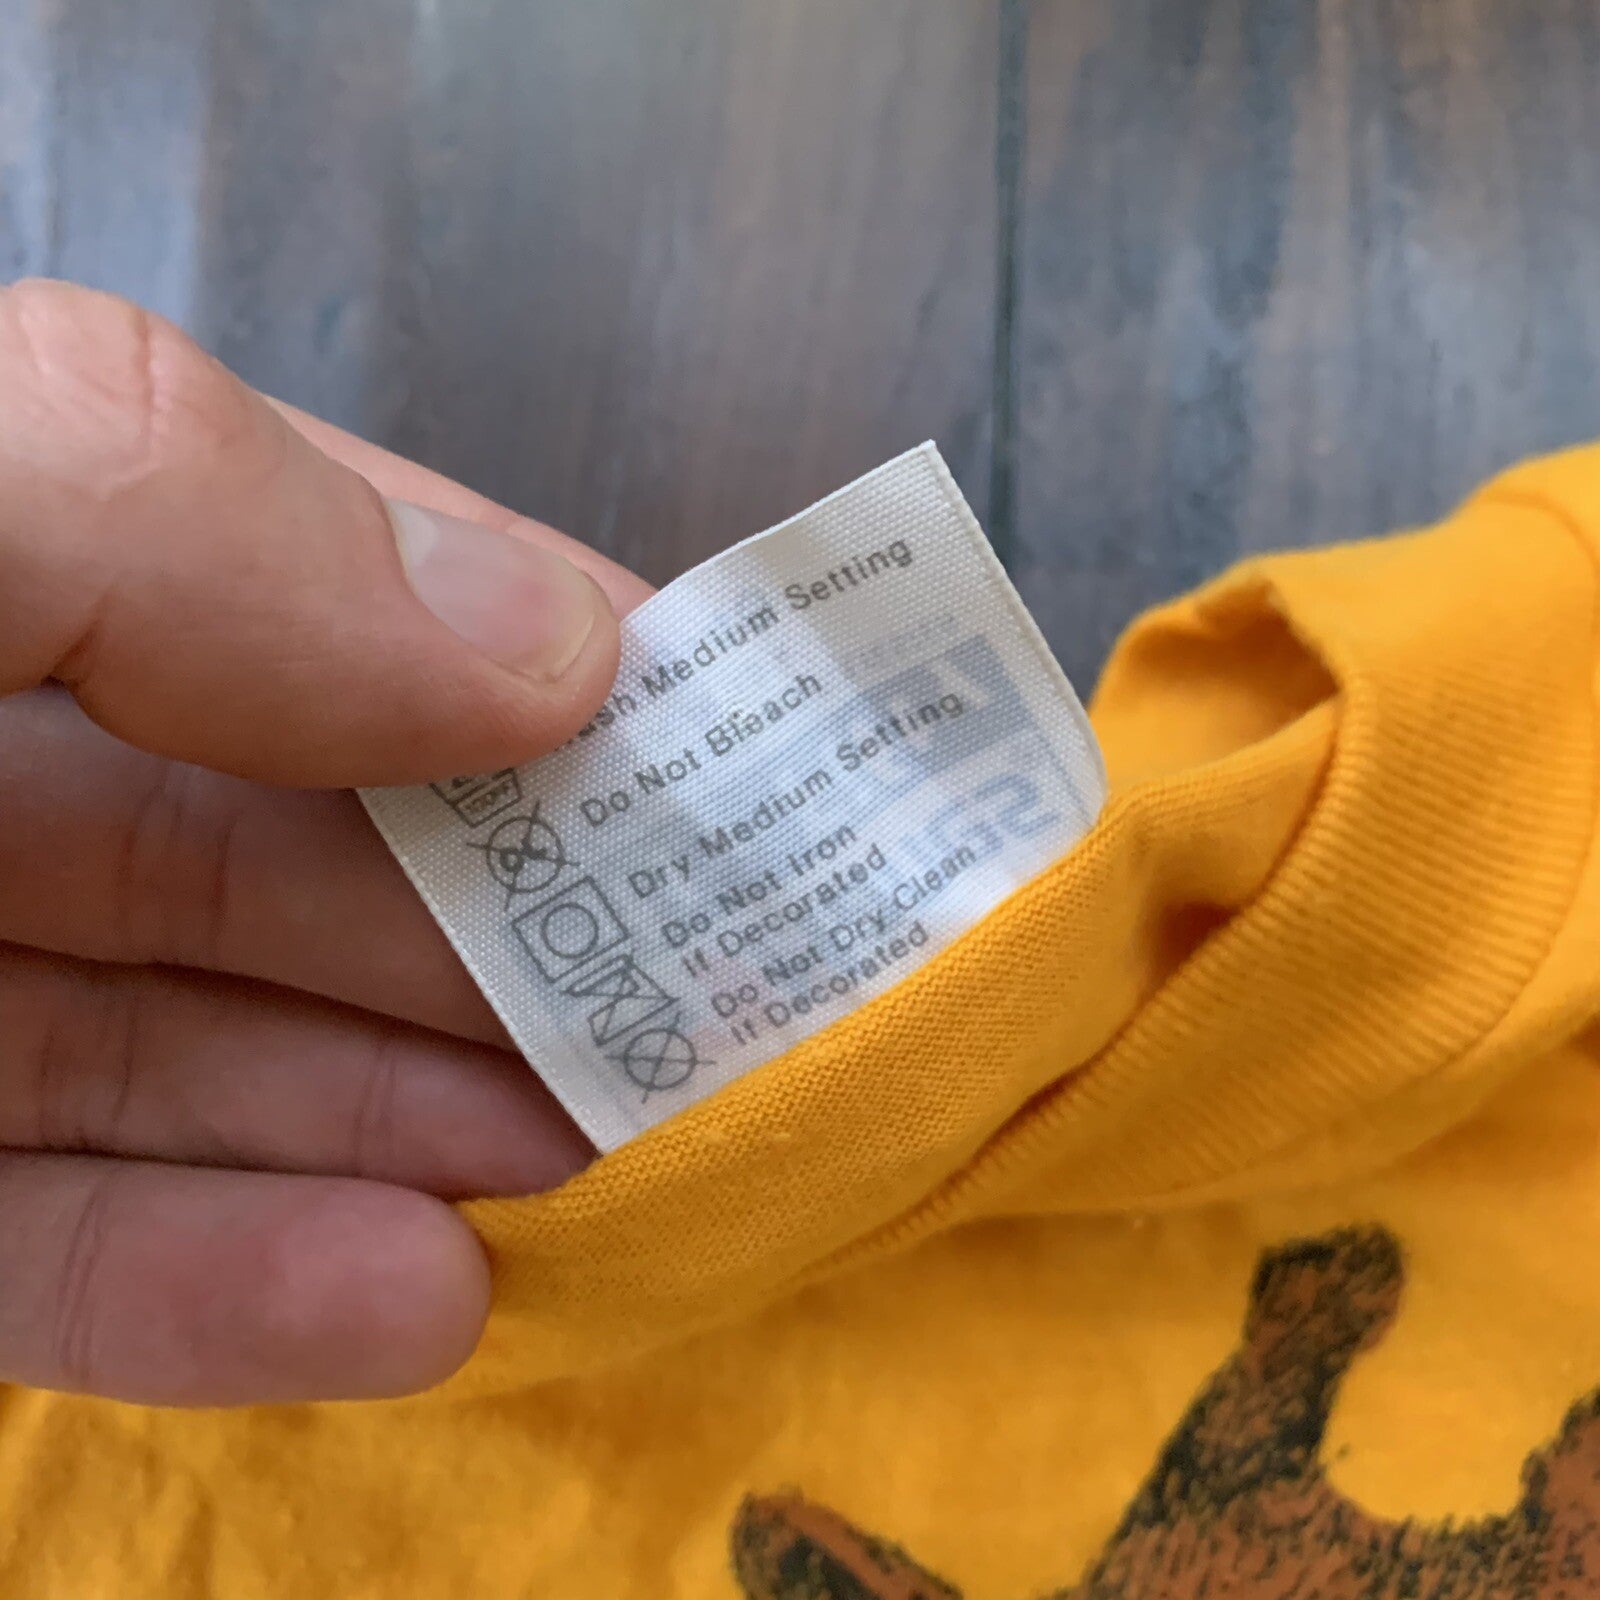 Medium Setting
Do Not Bleach
Dry Medium Setting
Do Not Iron
If Decorated
Do Not Dry Clean
If Decorated